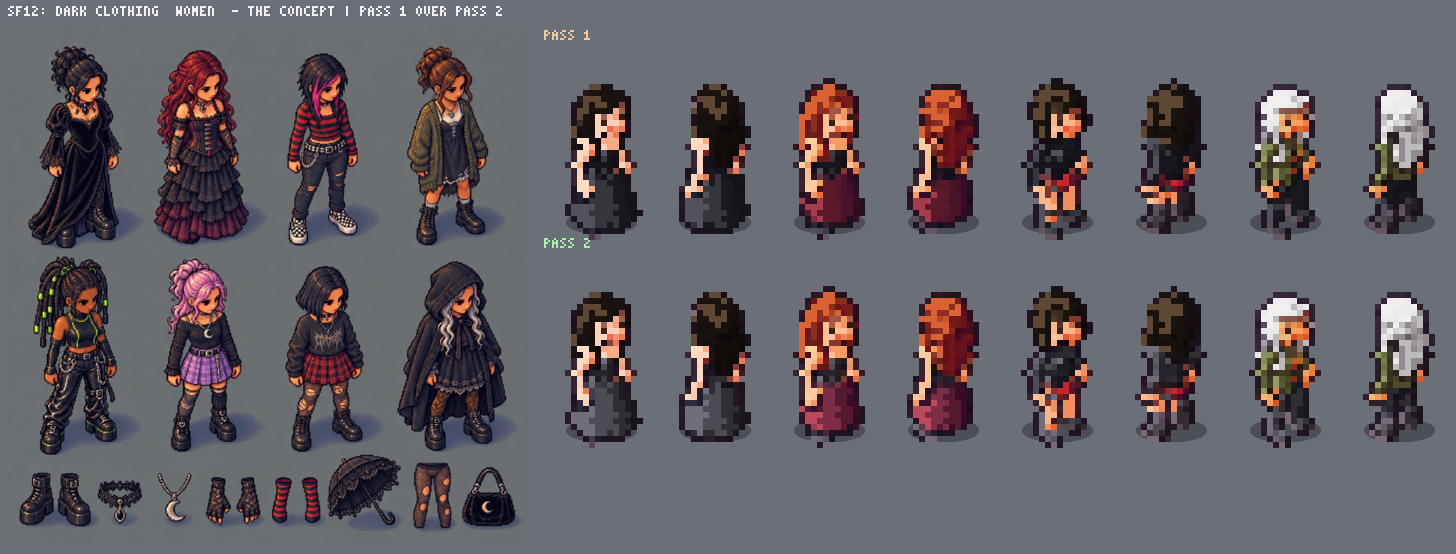 SF12: DARK CLOTHING  WOMEN  - THE CONCEPT | PASS 1 OVER PASS 2
PASS 1
PASS 2